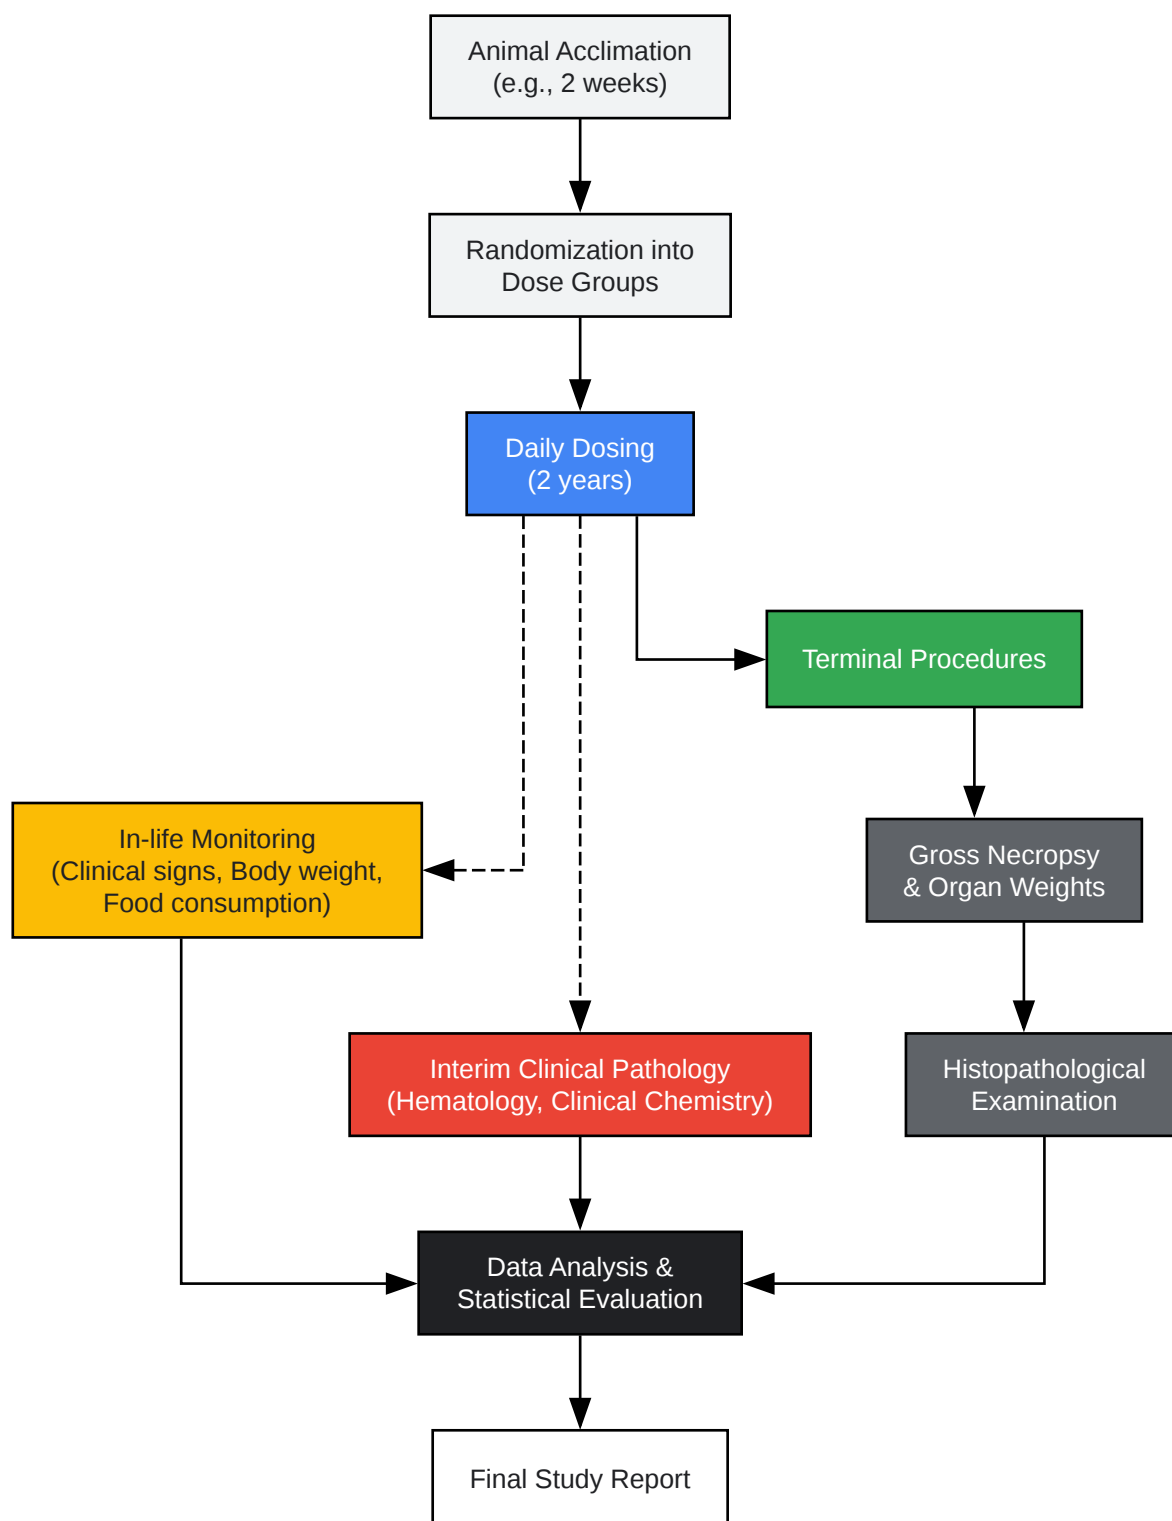 Animal Acclimation
(e.g., 2 weeks)
Randomization into
Dose Groups
Daily Dosing
(2 years)
Terminal Procedures
In-life Monitoring
(Clinical signs, Body weight,
Food consumption)
Gross Necropsy
& Organ Weights
Interim Clinical Pathology
(Hematology, Clinical Chemistry)
Histopathological
Examination
Data Analysis &
Statistical Evaluation
Final Study Report